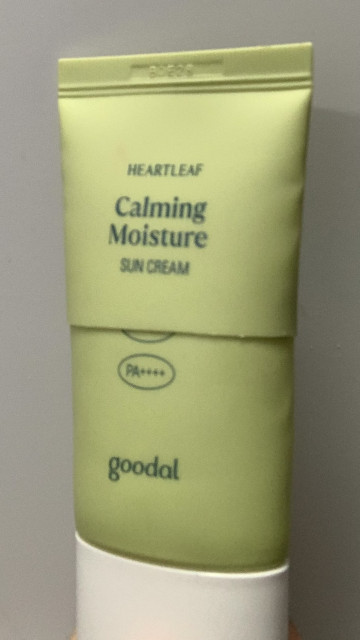 HEARTLEAF
Calming
Moisture
SUN CREAM
PA++++
goodal